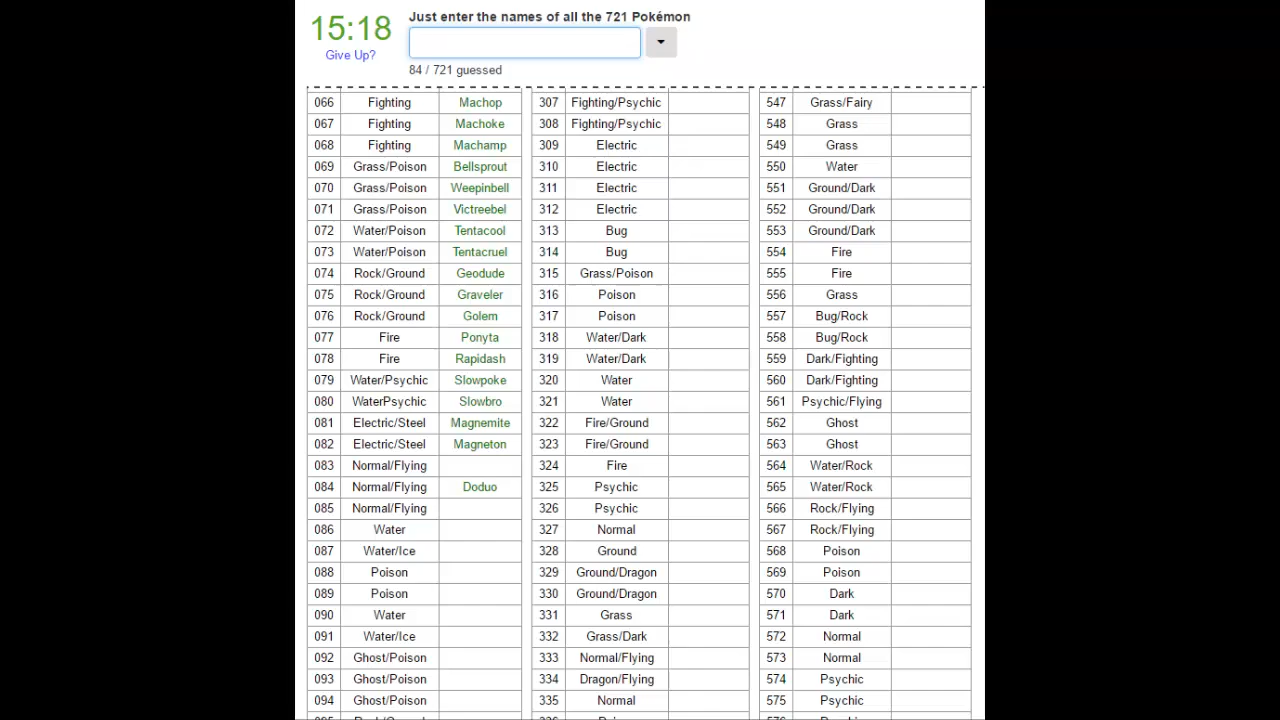 15:18
Give Up?
Just enter the names of all the 721 Pokémon
84 / 721 guessed
066 Fighting Machop 307 Fighting/Psychic 547 Grass/Fairy
067 Fighting Machoke 308 Fighting/Psychic 548 Grass
068 Fighting Machamp 309 Electric 549 Grass
069 Grass/Poison Bellsprout 310 Electric 550 Water
070 Grass/Poison Weepinbell 311 Electric 551 Ground/Dark
071 Grass/Poison Victreebel 312 Electric 552 Ground/Dark
072 Water/Poison Tentacool 313 Bug 553 Ground/Dark
073 Water/Poison Tentacruel 314 Bug 554 Fire
074 Rock/Ground Geodude 315 Grass/Poison 555 Fire
075 Rock/Ground Graveler 316 Poison 556 Grass
076 Rock/Ground Golem 317 Poison 557 Bug/Rock
077 Fire Ponyta 318 Water/Dark 558 Bug/Rock
078 Fire Rapidash 319 Water/Dark 559 Dark/Fighting
079 Water/Psychic Slowpoke 320 Water 560 Dark/Fighting
080 WaterPsychic Slowbro 321 Water 561 Psychic/Flying
081 Electric/Steel Magnemite 322 Fire/Ground 562 Ghost
082 Electric/Steel Magneton 323 Fire/Ground 563 Ghost
083 Normal/Flying 324 Fire 564 Water/Rock
084 Normal/Flying Doduo 325 Psychic 565 Water/Rock
085 Normal/Flying 326 Psychic 566 Rock/Flying
086 Water 327 Normal 567 Rock/Flying
087 Water/Ice 328 Ground 568 Poison
088 Poison 329 Ground/Dragon 569 Poison
089 Poison 330 Ground/Dragon 570 Dark
090 Water 331 Grass 571 Dark
091 Water/Ice 332 Grass/Dark 572 Normal
092 Ghost/Poison 333 Normal/Flying 573 Normal
093 Ghost/Poison 334 Dragon/Flying 574 Psychic
094 Ghost/Poison 335 Normal 575 Psychic